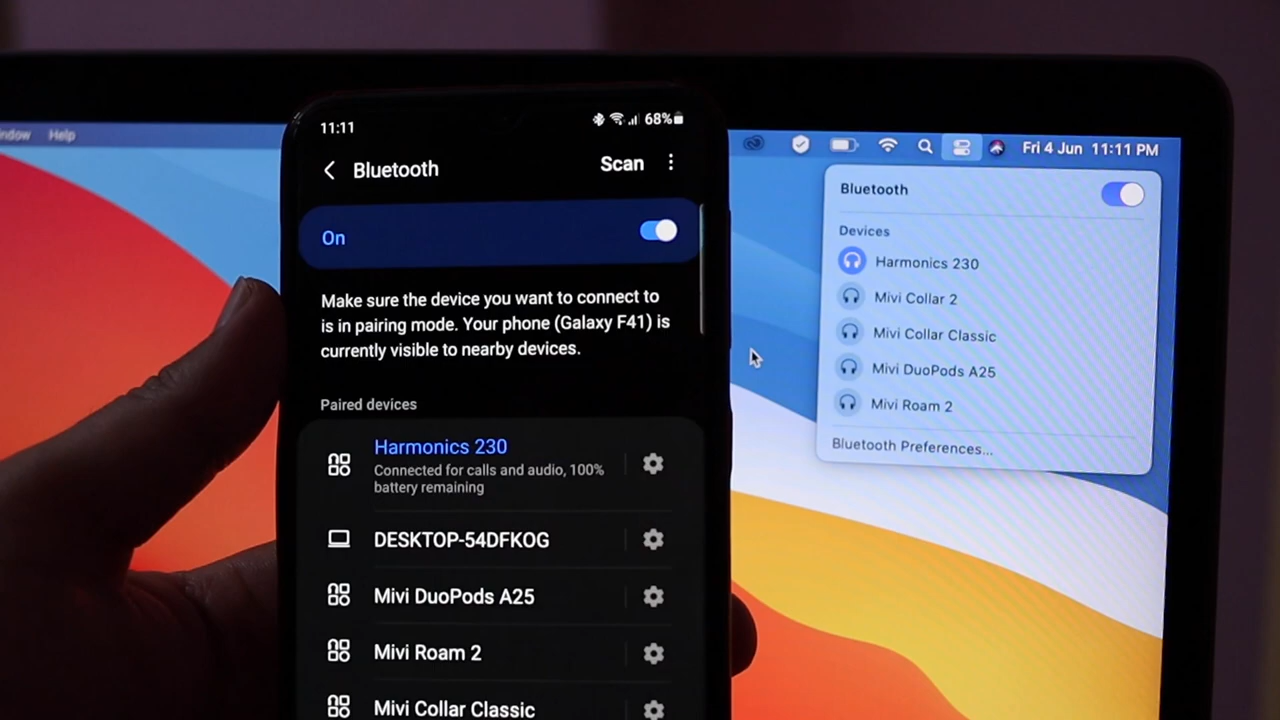 indow Help
Fri 4 Jun 11:11 PM
11:11
68%
Bluetooth
Scan
On
Make sure the device you want to connect to
is in pairing mode. Your phone (Galaxy F41) is
currently visible to nearby devices.
Paired devices
Harmonics 230
Connected for calls and audio, 100%
battery remaining
DESKTOP-54DFKOG
Mivi DuoPods A25
Mivi Roam 2
Mivi Collar Classic
Bluetooth
Devices
Harmonics 230
Mivi Collar 2
Mivi Collar Classic
Mivi DuoPods A25
Mivi Roam 2
Bluetooth Preferences...